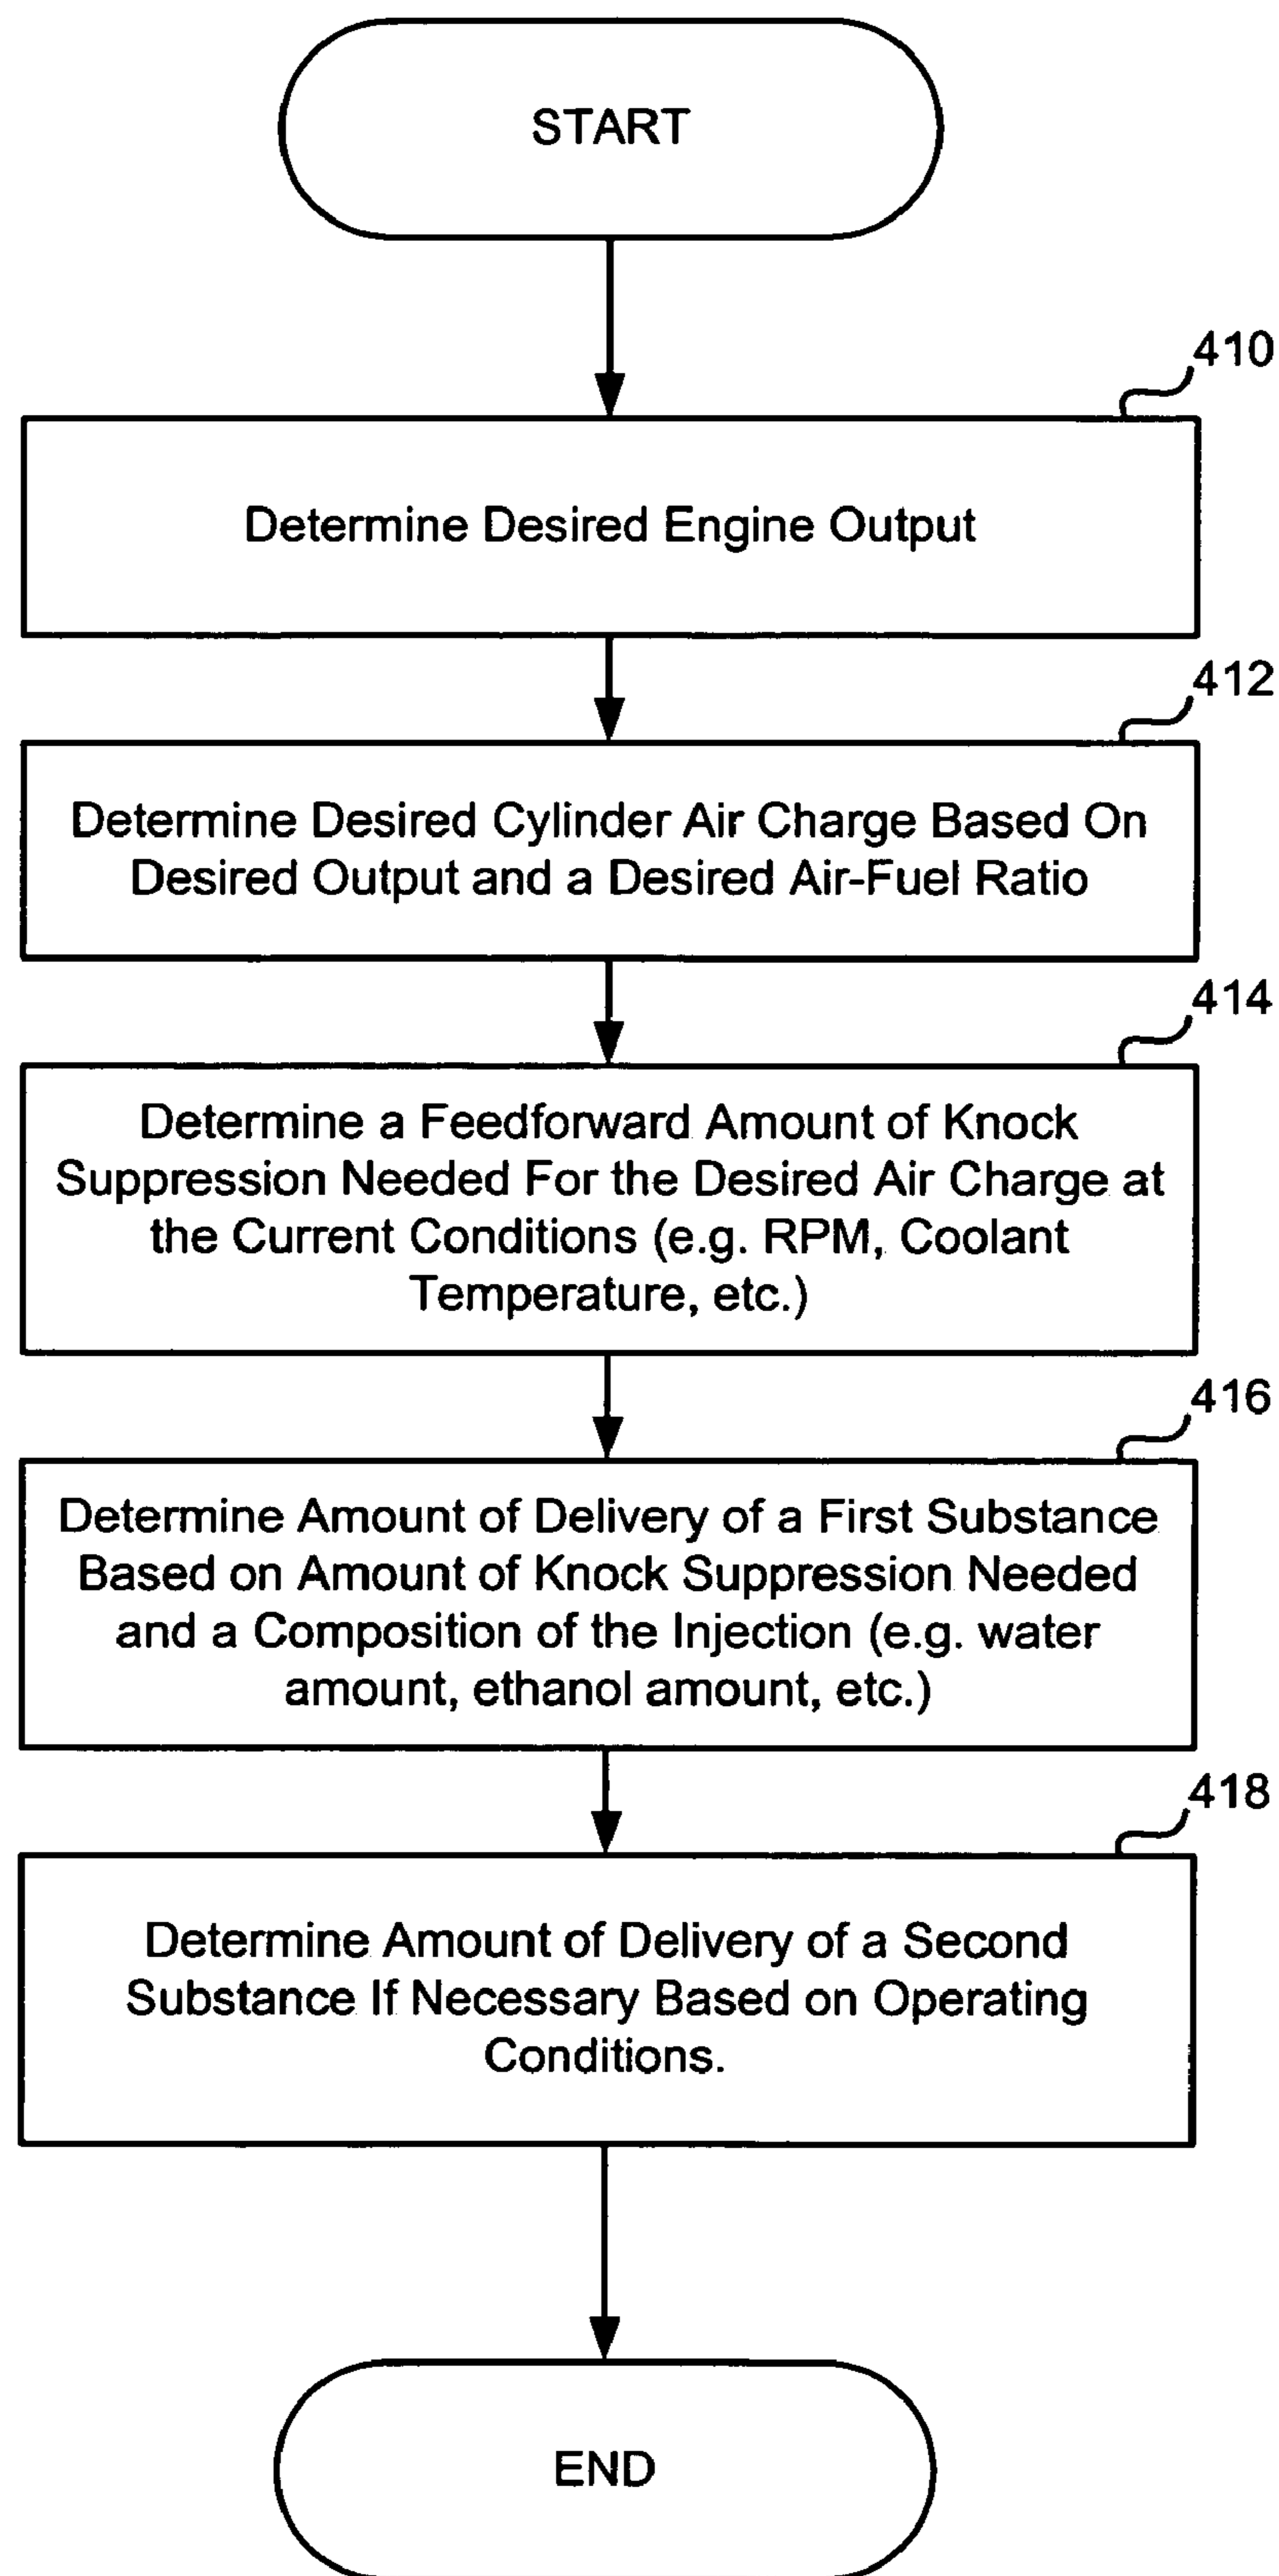 START
410
Determine Desired Engine Output
412
Determine Desired Cylinder Air Charge Based On
Desired Output and a Desired Air-Fuel Ratio
414
Determine a Feedforward Amount of Knock
Suppression Needed For the Desired Air Charge at
the Current Conditions (e.g. RPM, Coolant
Temperature, etc.)
416
Determine Amount of Delivery of a First Substance
Based on Amount of Knock Suppression Needed
and a Composition of the Injection (e.g. water
amount, ethanol amount, etc.)
418
Determine Amount of Delivery of a Second
Substance If Necessary Based on Operating
Conditions.
END